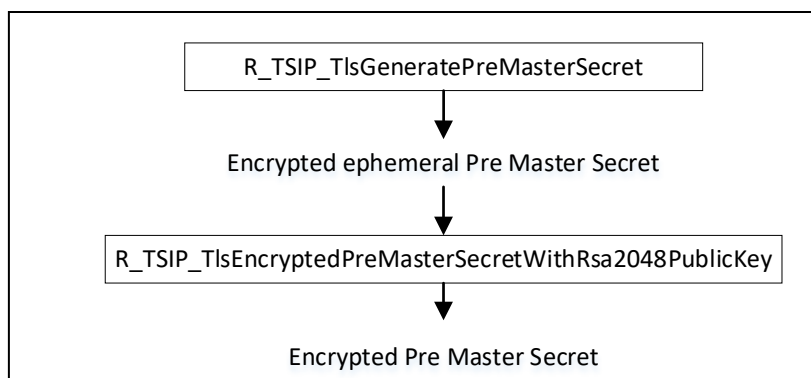 R_TSIP_TlsGeneratePreMasterSecret
Encrypted ephemeral Pre Master Secret
R_TSIP_TlsEncryptedPreMasterSecretWithRsa2048PublicKey
Encrypted Pre Master Secret